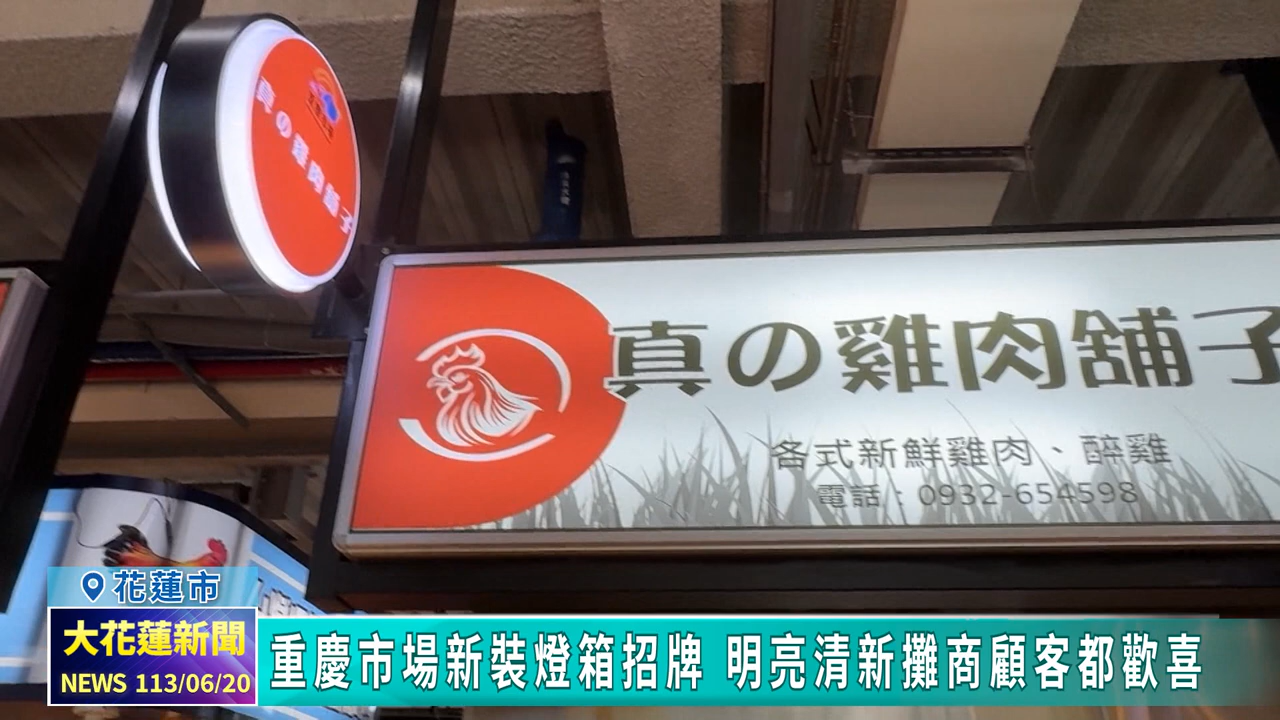 真の雞肉舖子
真の雞肉舖子
各式新鮮雞肉、醉雞
電話：0932-654598
花蓮市
大花蓮新聞
NEWS 113/06/20
重慶市場新裝燈箱招牌 明亮清新攤商顧客都歡喜